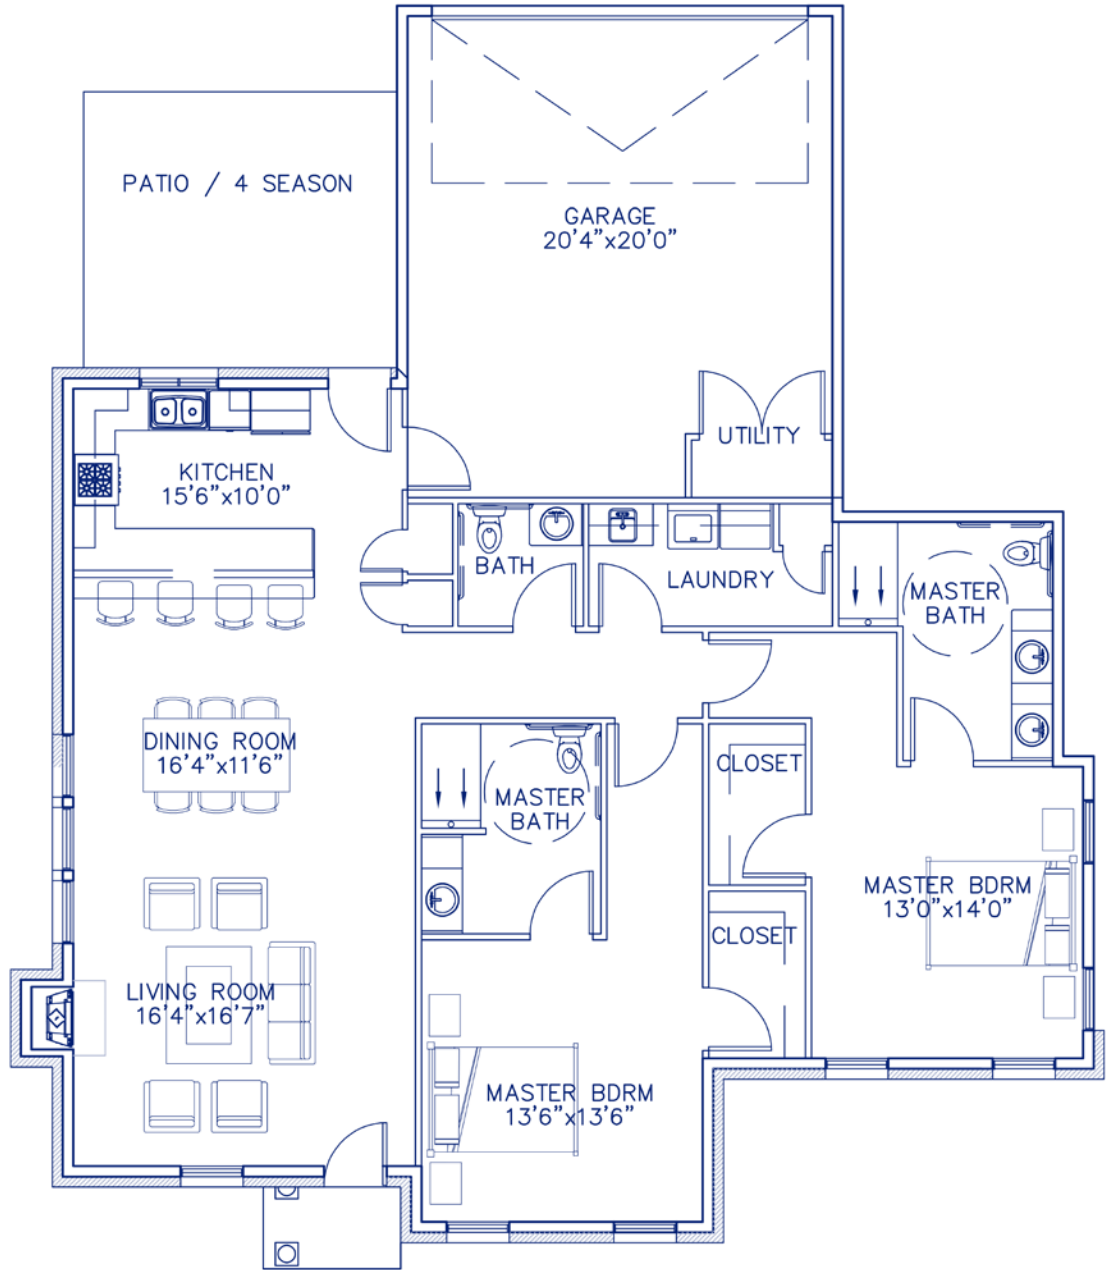 PATIO / 4 SEASON
GARAGE
20'4"x20'0"
UTILITY
KITCHEN
15'6"x10'0"
BATH
LAUNDRY
MASTER
BATH
DINING ROOM
16'4"x11'6"
MASTER
BATH
CLOSET
MASTER BDRM
13'0"x14'0"
CLOSET
LIVING ROOM
16'4"x16'7"
MASTER BDRM
13'6"x13'6"